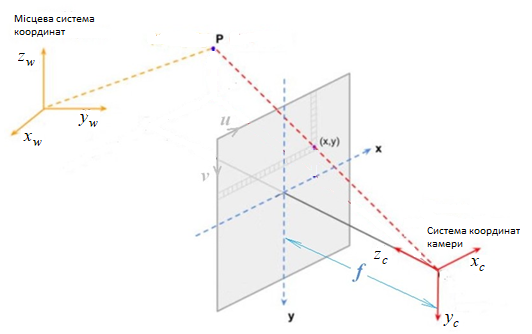 Місцева система
координат
z_w
y_w
x_w
P
u
v
(x,y)
x
Система координат
камери
z_c
x_c
f
y_c
y